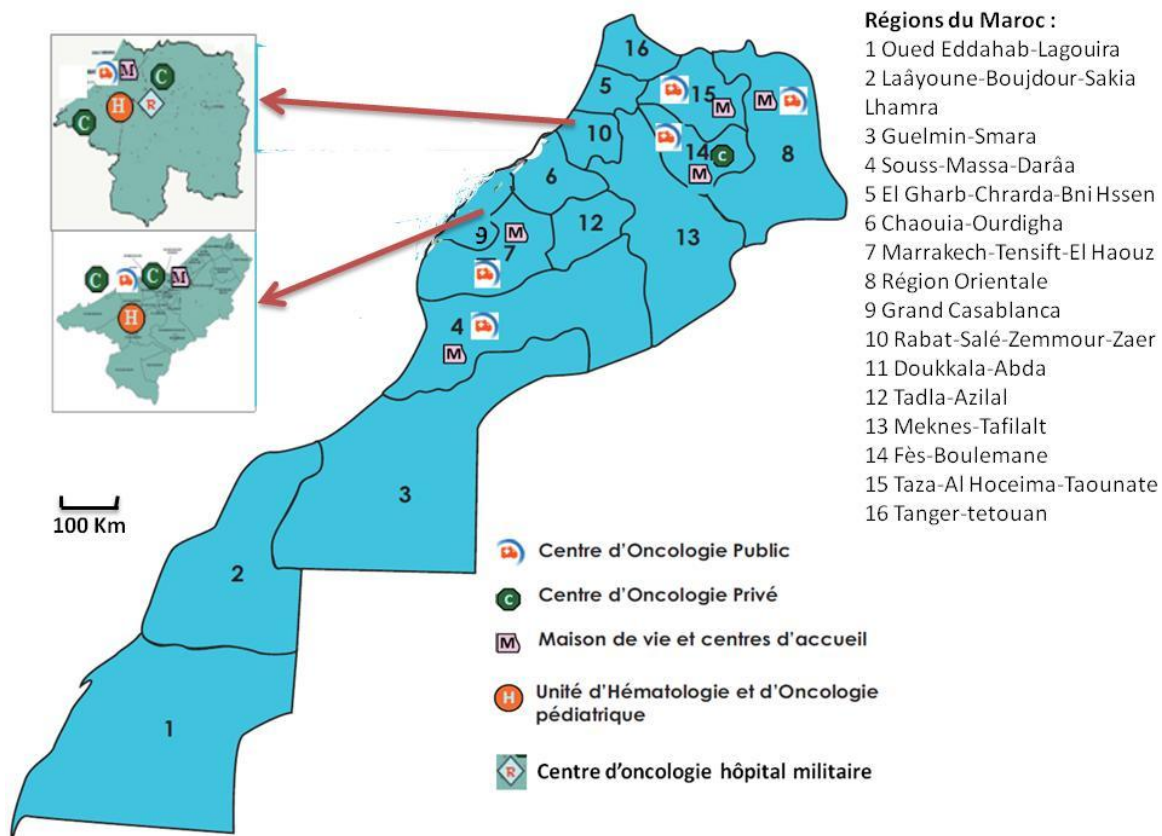 Régions du Maroc :
1 Oued Eddahab-Lagouira
2 Laâyoune-Boujdour-Sakia
Lhamra
3 Guelmin-Smara
4 Souss-Massa-Darâa
5 El Gharb-Chrarda-Bni Hssen
6 Chaouia-Ourdigha
7 Marrakech-Tensift-El Haouz
8 Région Orientale
9 Grand Casablanca
10 Rabat-Salé-Zemmour-Zaer
11 Doukkala-Abda
12 Tadla-Azilal
13 Meknes-Tafilalt
14 Fès-Boulemane
15 Taza-Al Hoceima-Taounate
16 Tanger-tetouan
M
C
H
R
C
C
C
M
H
16
5
15
M
M
10
14
C
M
8
6
9
M
7
12
13
4
M
3
100 Km
2
1
Centre d'Oncologie Public
C
Centre d'Oncologie Privé
M
Maison de vie et centres d'accueil
H
Unité d'Hématologie et d'Oncologie
pédiatrique
R
Centre d'oncologie hôpital militaire